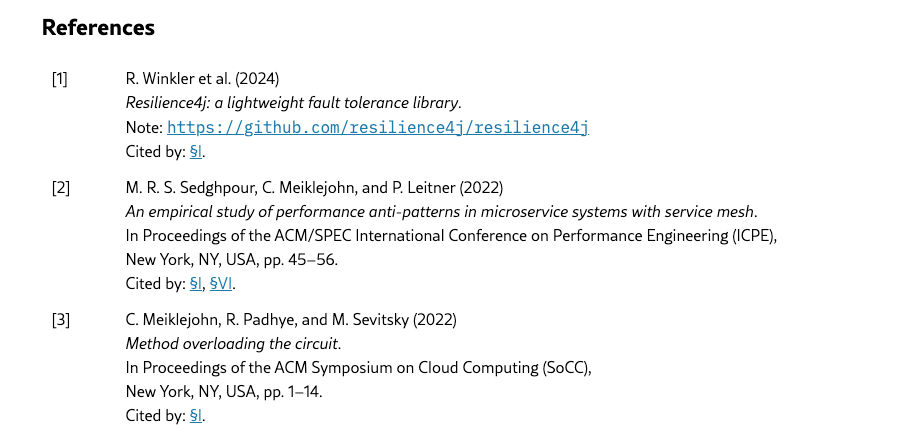 References
[1] R. Winkler et al. (2024)
Resilience4j: a lightweight fault tolerance library.
Note: https://github.com/resilience4j/resilience4j
Cited by: §I.
[2] M. R. S. Sedghpour, C. Meiklejohn, and P. Leitner (2022)
An empirical study of performance anti-patterns in microservice systems with service mesh.
In Proceedings of the ACM/SPEC International Conference on Performance Engineering (ICPE),
New York, NY, USA, pp. 45–56.
Cited by: §I, §VI.
[3] C. Meiklejohn, R. Padhye, and M. Sevitsky (2022)
Method overloading the circuit.
In Proceedings of the ACM Symposium on Cloud Computing (SoCC),
New York, NY, USA, pp. 1–14.
Cited by: §I.